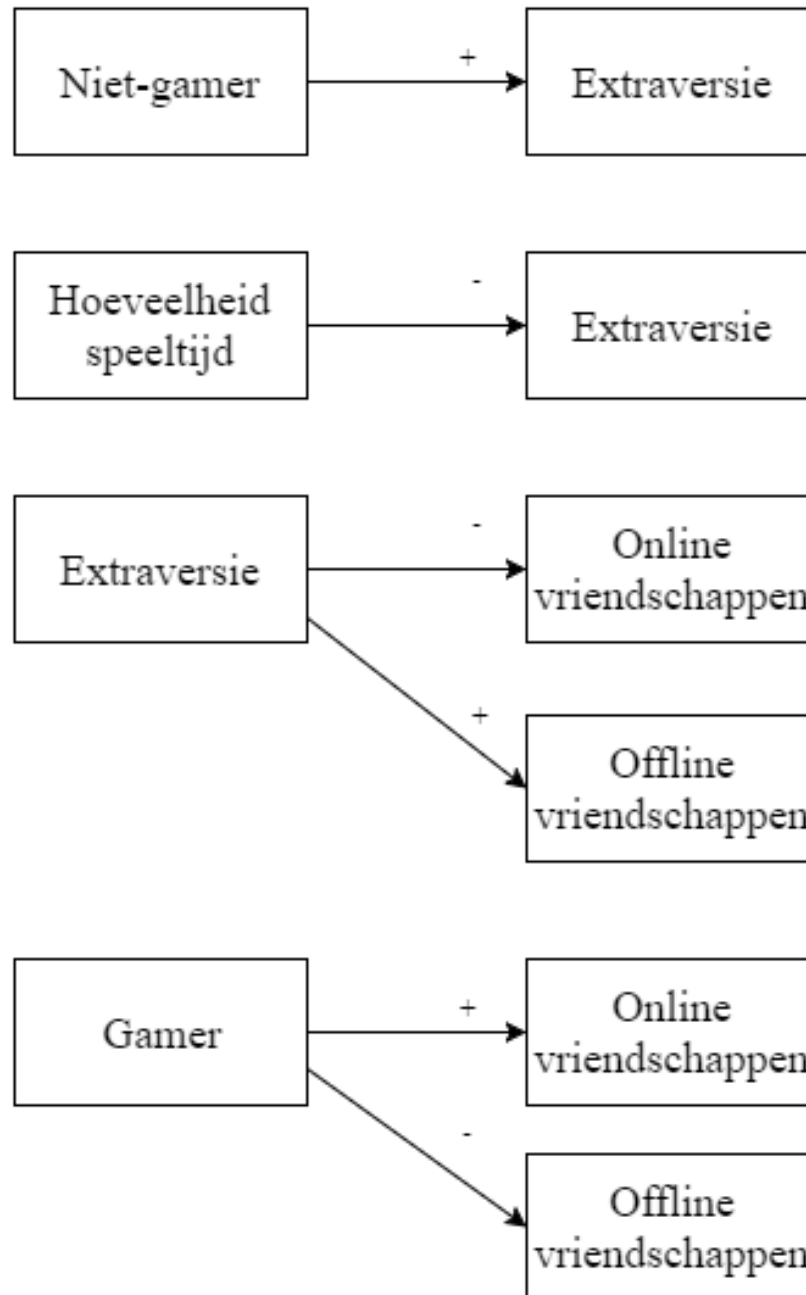 Niet-gamer
+
Extraversie
Hoeveelheid
speeltijd
-
Extraversie
Extraversie
-
Online
vriendschappen
+
Offline
vriendschappen
Gamer
+
Online
vriendschappen
-
Offline
vriendschappen